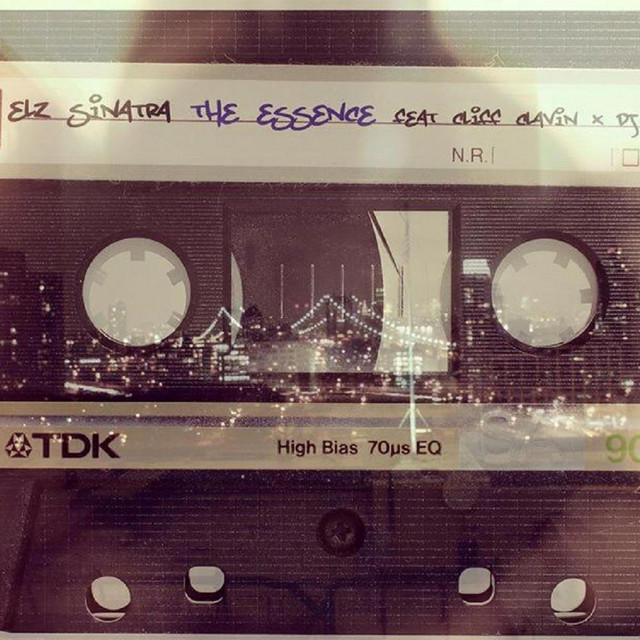 ELZ SINATRA THE ESSENCE FEAT CLIFF CLAVIN x DJ
N.R.
TDK High Bias 70µs EQ SA 90